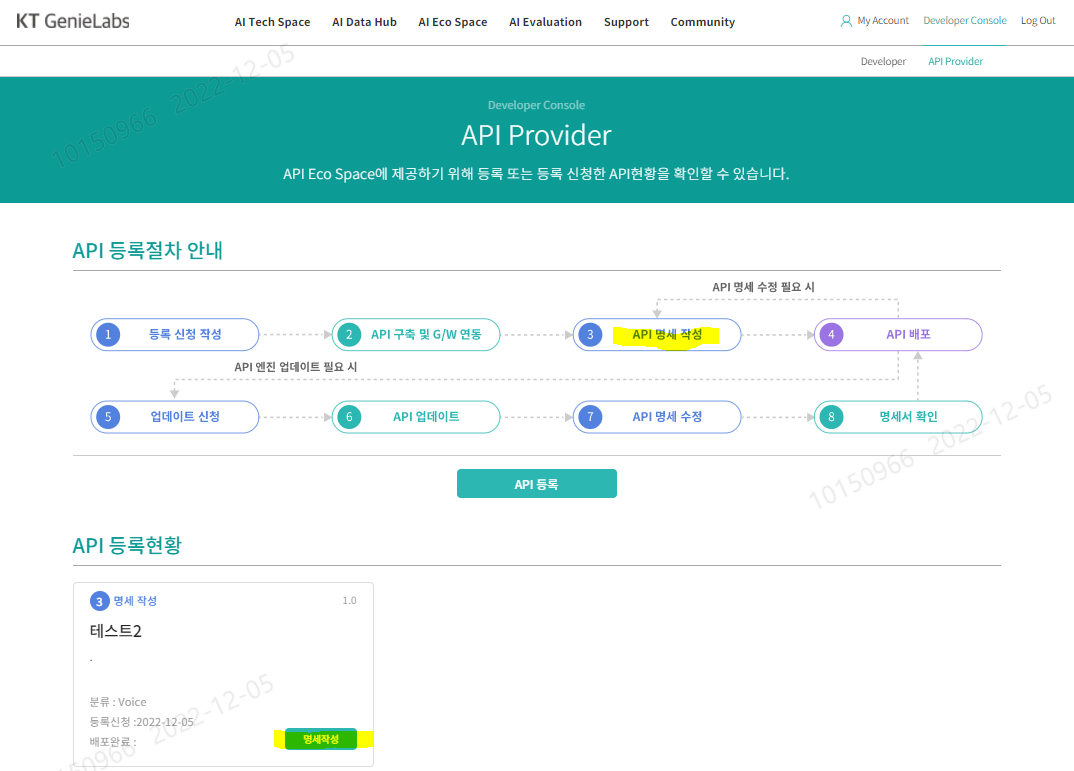 KT GenieLabs
AI Tech Space AI Data Hub AI Eco Space AI Evaluation Support Community
My Account Developer Console Log Out
Developer API Provider
Developer Console
API Provider
API Eco Space에 제공하기 위해 등록 또는 등록 신청한 API현황을 확인할 수 있습니다.
10150966 2022-12-05
API 등록절차 안내
API 명세 수정 필요 시
1 등록 신청 작성
2 API 구축 및 G/W 연동
3 API 명세 작성
4 API 배포
API 엔진 업데이트 필요 시
5 업데이트 신청
6 API 업데이트
7 API 명세 수정
8 명세서 확인
10150966 2022-12-05
API 등록
API 등록현황
3 명세 작성 1.0
테스트2
.
분류 : Voice
등록신청 :2022-12-05
배포완료 :
명세작성
10150966 2022-12-05